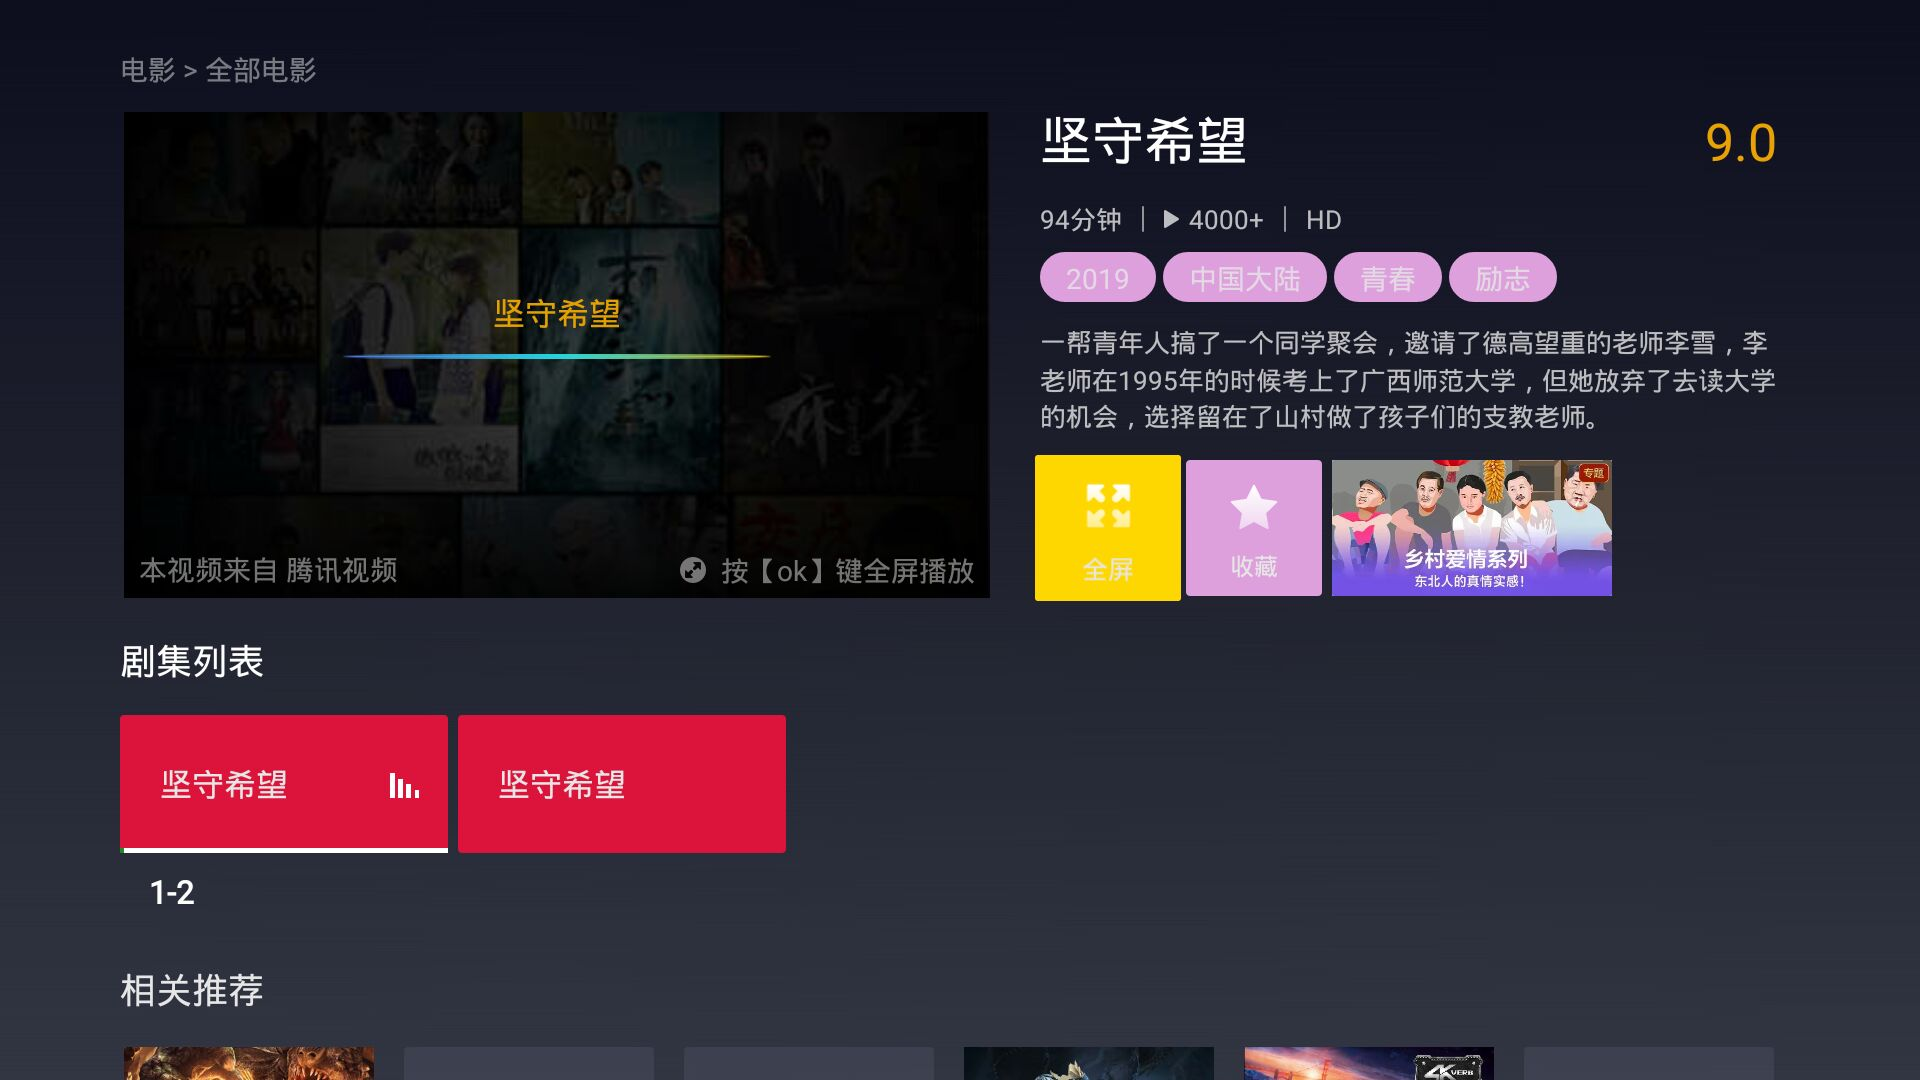 电影 > 全部电影
坚守希望
9.0
94分钟 | ▶ 4000+ | HD
2019 中国大陆 青春 励志
一帮青年人搞了一个同学聚会，邀请了德高望重的老师李雪，李
老师在1995年的时候考上了广西师范大学，但她放弃了去读大学
的机会，选择留在了山村做了孩子们的支教老师。
坚守希望
本视频来自 腾讯视频
按【ok】键全屏播放
全屏
收藏
专题
乡村爱情系列
东北人的真情实感！
剧集列表
坚守希望
坚守希望
1-2
相关推荐
4K